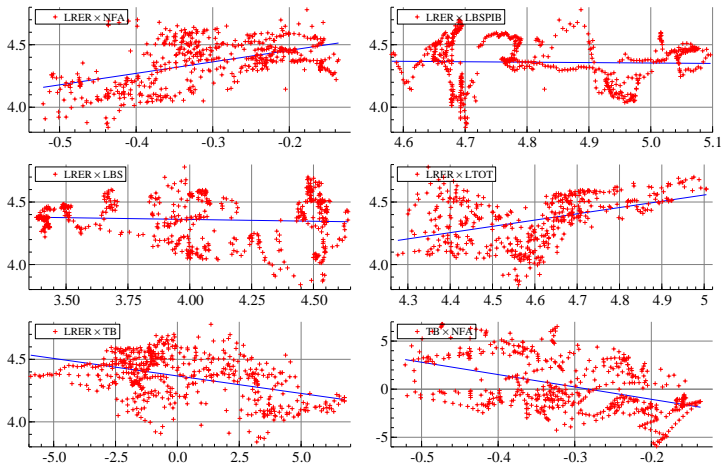 LRER × NFA
4.5
4.0
-0.5 -0.4 -0.3 -0.2
LRER × LBSPIB
4.5
4.0
4.6 4.7 4.8 4.9 5.0 5.1
LRER × LBS
4.5
4.0
3.50 3.75 4.00 4.25 4.50
LRER × LTOT
4.5
4.0
4.3 4.4 4.5 4.6 4.7 4.8 4.9 5
LRER × TB
4.5
4.0
-5.0 -2.5 0.0 2.5 5.0
TB × NFA
5
0
-5
-0.5 -0.4 -0.3 -0.2